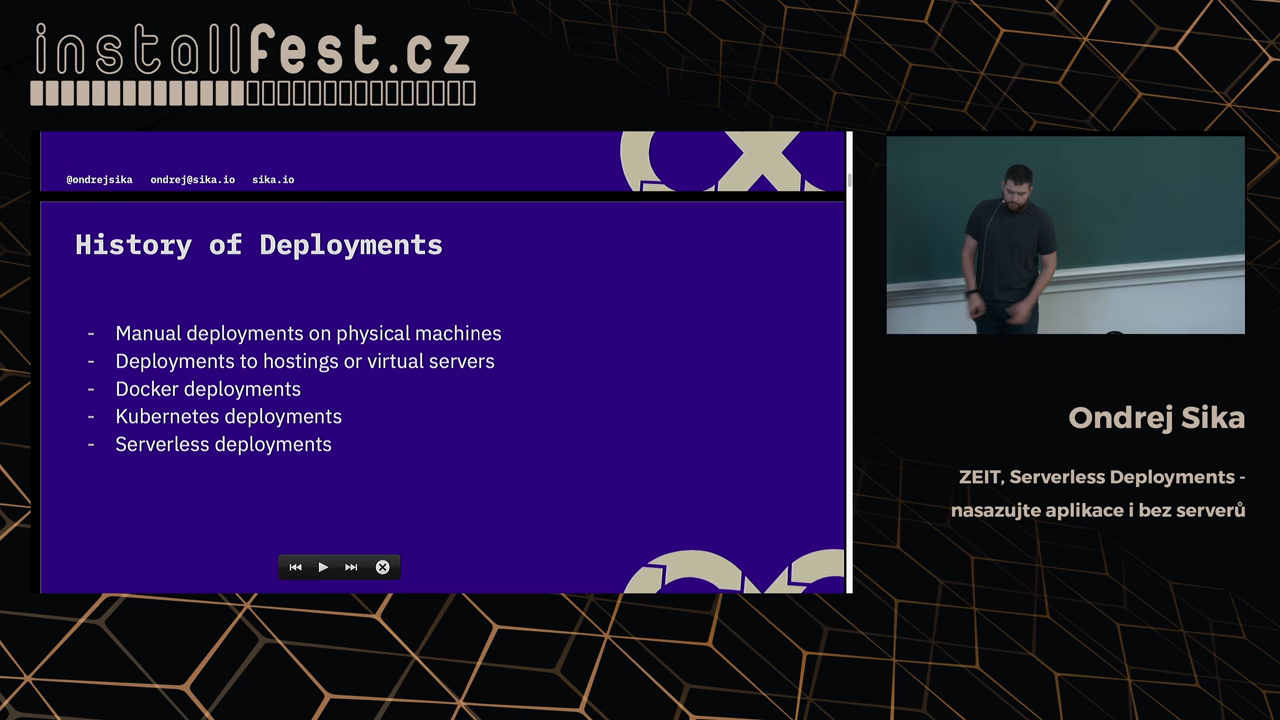 installfest.cz
@ondrejsika ondrej@sika.io sika.io
History of Deployments
- Manual deployments on physical machines
- Deployments to hostings or virtual servers
- Docker deployments
- Kubernetes deployments
- Serverless deployments
Ondrej Sika
ZEIT, Serverless Deployments -
nasazujte aplikace i bez serverů